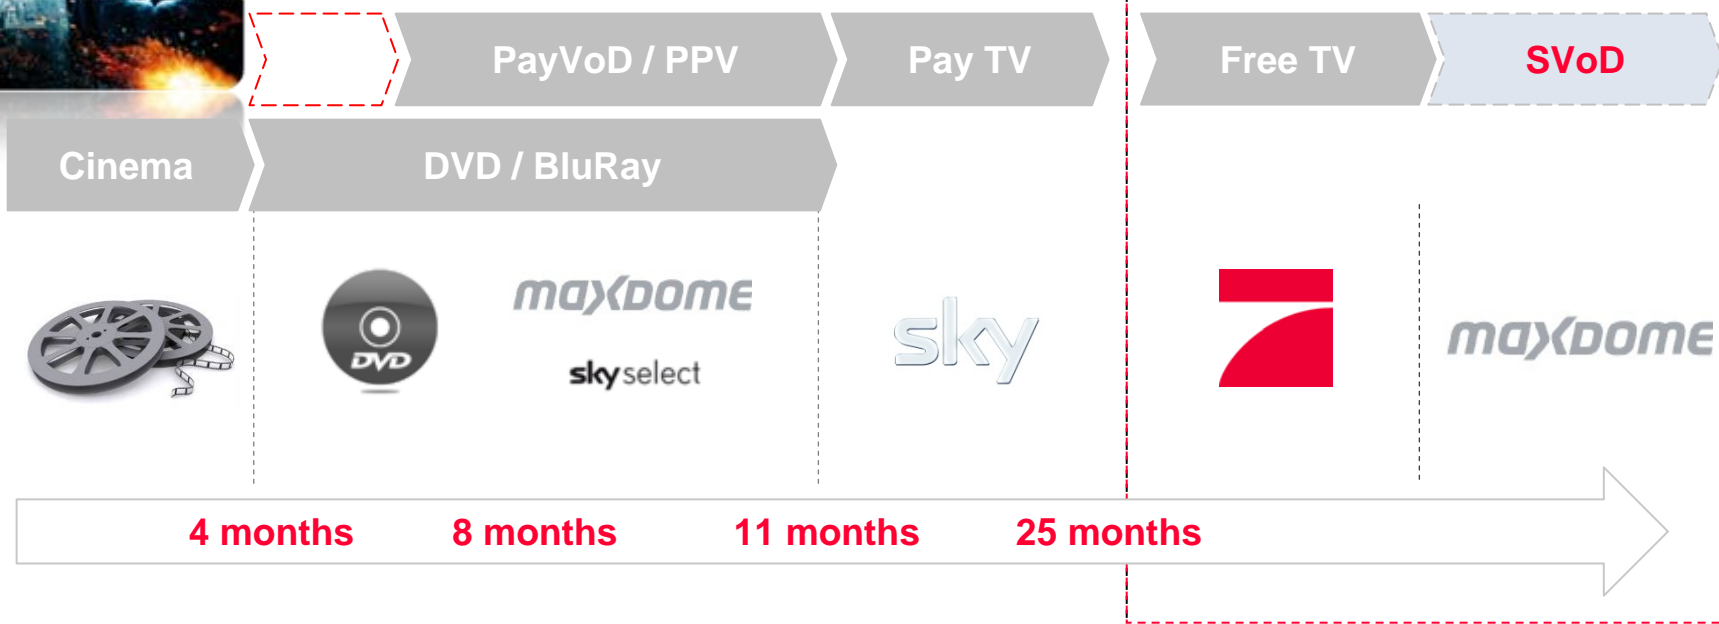 PayVoD / PPV
Pay TV
Free TV
SVoD
Cinema
DVD / BluRay
DVD
maxdome
sky select
sky
maxdome
4 months
8 months
11 months
25 months